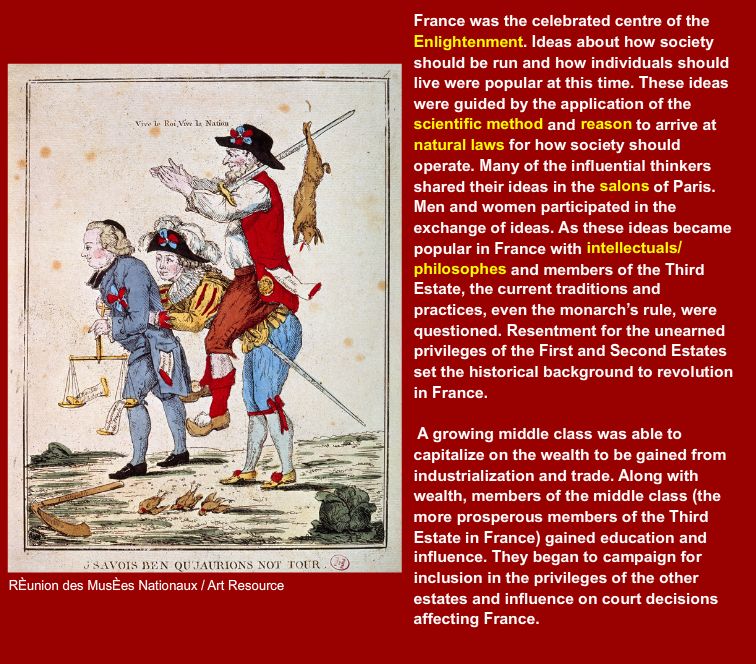 France was the celebrated centre of the
Enlightenment. Ideas about how society
should be run and how individuals should
live were popular at this time. These ideas
were guided by the application of the
scientific method and reason to arrive at
natural laws for how society should
operate. Many of the influential thinkers
shared their ideas in the salons of Paris.
Men and women participated in the
exchange of ideas. As these ideas became
popular in France with intellectuals/
philosophes and members of the Third
Estate, the current traditions and
practices, even the monarch’s rule, were
questioned. Resentment for the unearned
privileges of the First and Second Estates
set the historical background to revolution
in France.
A growing middle class was able to
capitalize on the wealth to be gained from
industrialization and trade. Along with
wealth, members of the middle class (the
more prosperous members of the Third
Estate in France) gained education and
influence. They began to campaign for
inclusion in the privileges of the other
estates and influence on court decisions
affecting France.
Vive le Roi, Vive la Nation
J'SAVOIS BEN QU'JAURIONS NOT TOUR.
RÈunion des MusÈes Nationaux / Art Resource